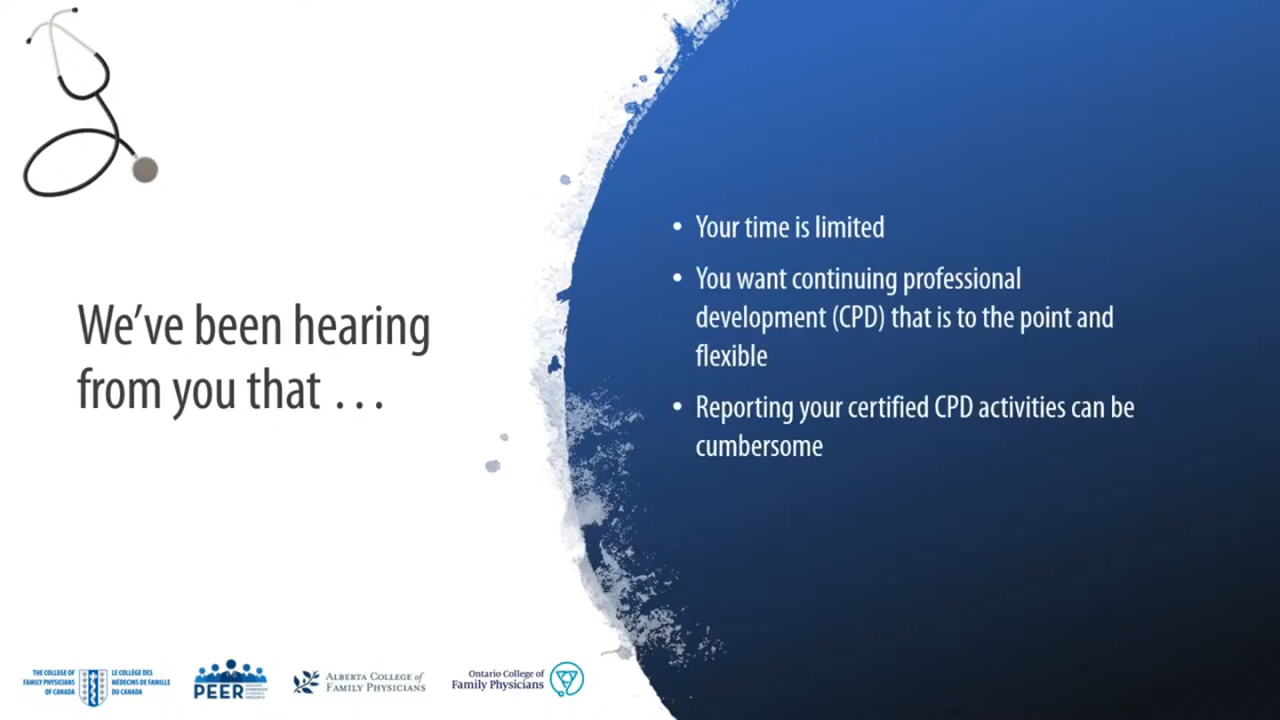 We've been hearing
from you that . . .
• Your time is limited
• You want continuing professional
development (CPD) that is to the point and
flexible
• Reporting your certified CPD activities can be
cumbersome
THE COLLEGE OF
FAMILY PHYSICIANS
OF CANADA
LE COLLÈGE DES
MÉDECINS DE FAMILLE
DU CANADA
PEER
ALBERTA COLLEGE of
FAMILY PHYSICIANS
Ontario College of
Family Physicians